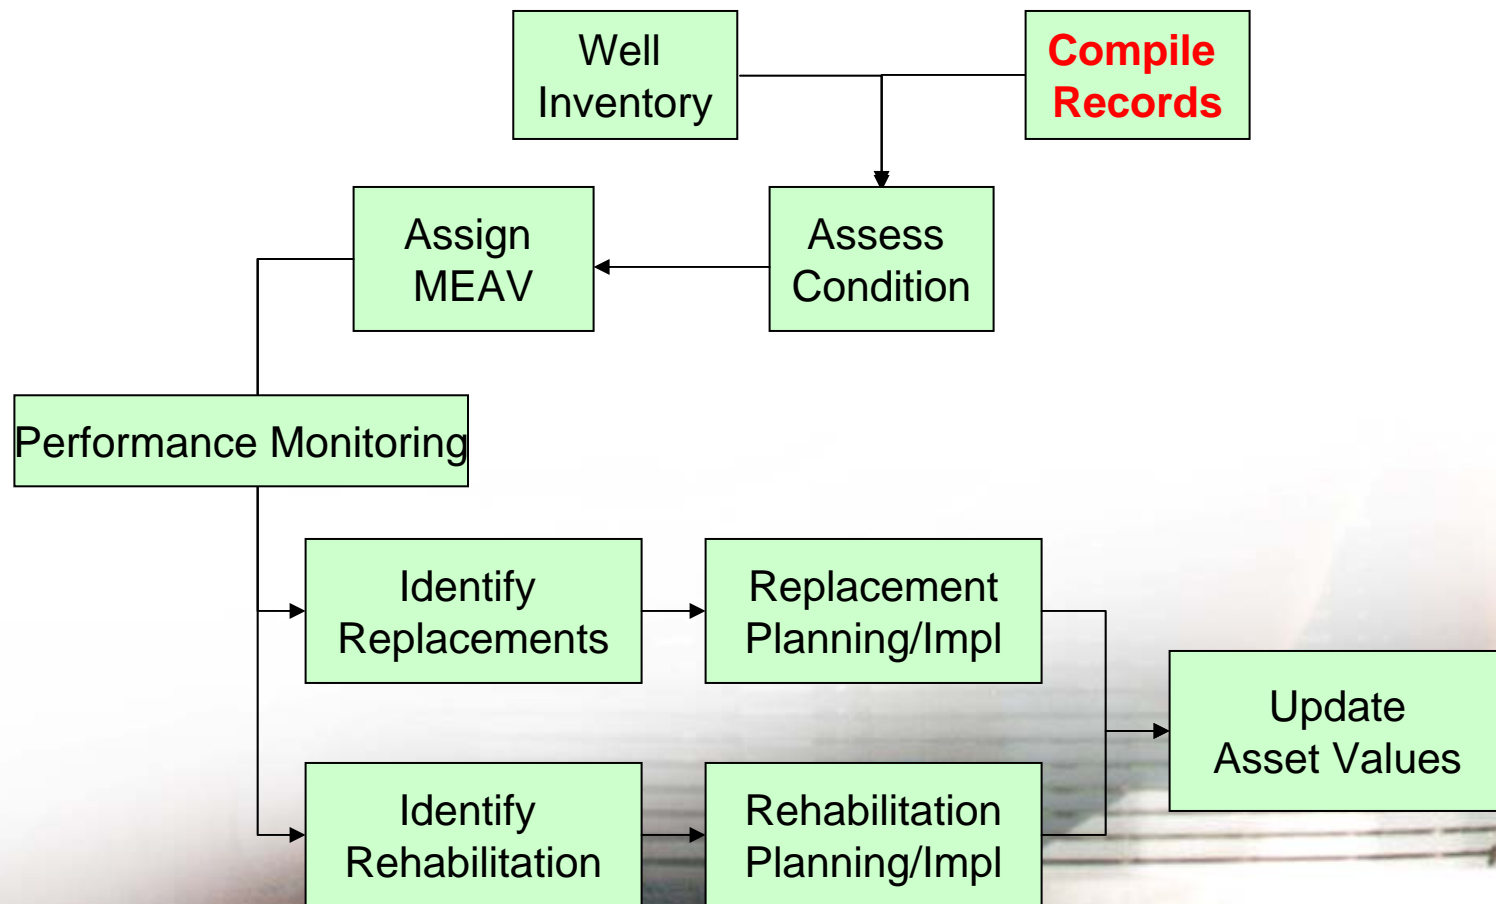 Well
Inventory
Compile
Records
Assign
MEAV
Assess
Condition
Performance Monitoring
Identify
Replacements
Replacement
Planning/Impl
Update
Asset Values
Identify
Rehabilitation
Rehabilitation
Planning/Impl